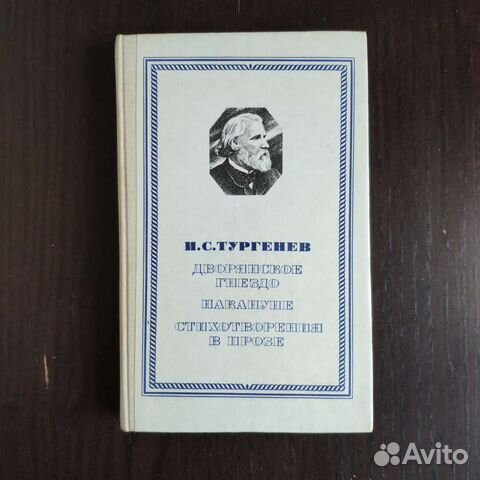 И.С.ТУРГЕНЕВ
ДВОРЯНСКОЕ
ГНЕЗДО
НАКАНУНЕ
СТИХОТВОРЕНИЯ
В ПРОЗЕ
Avito